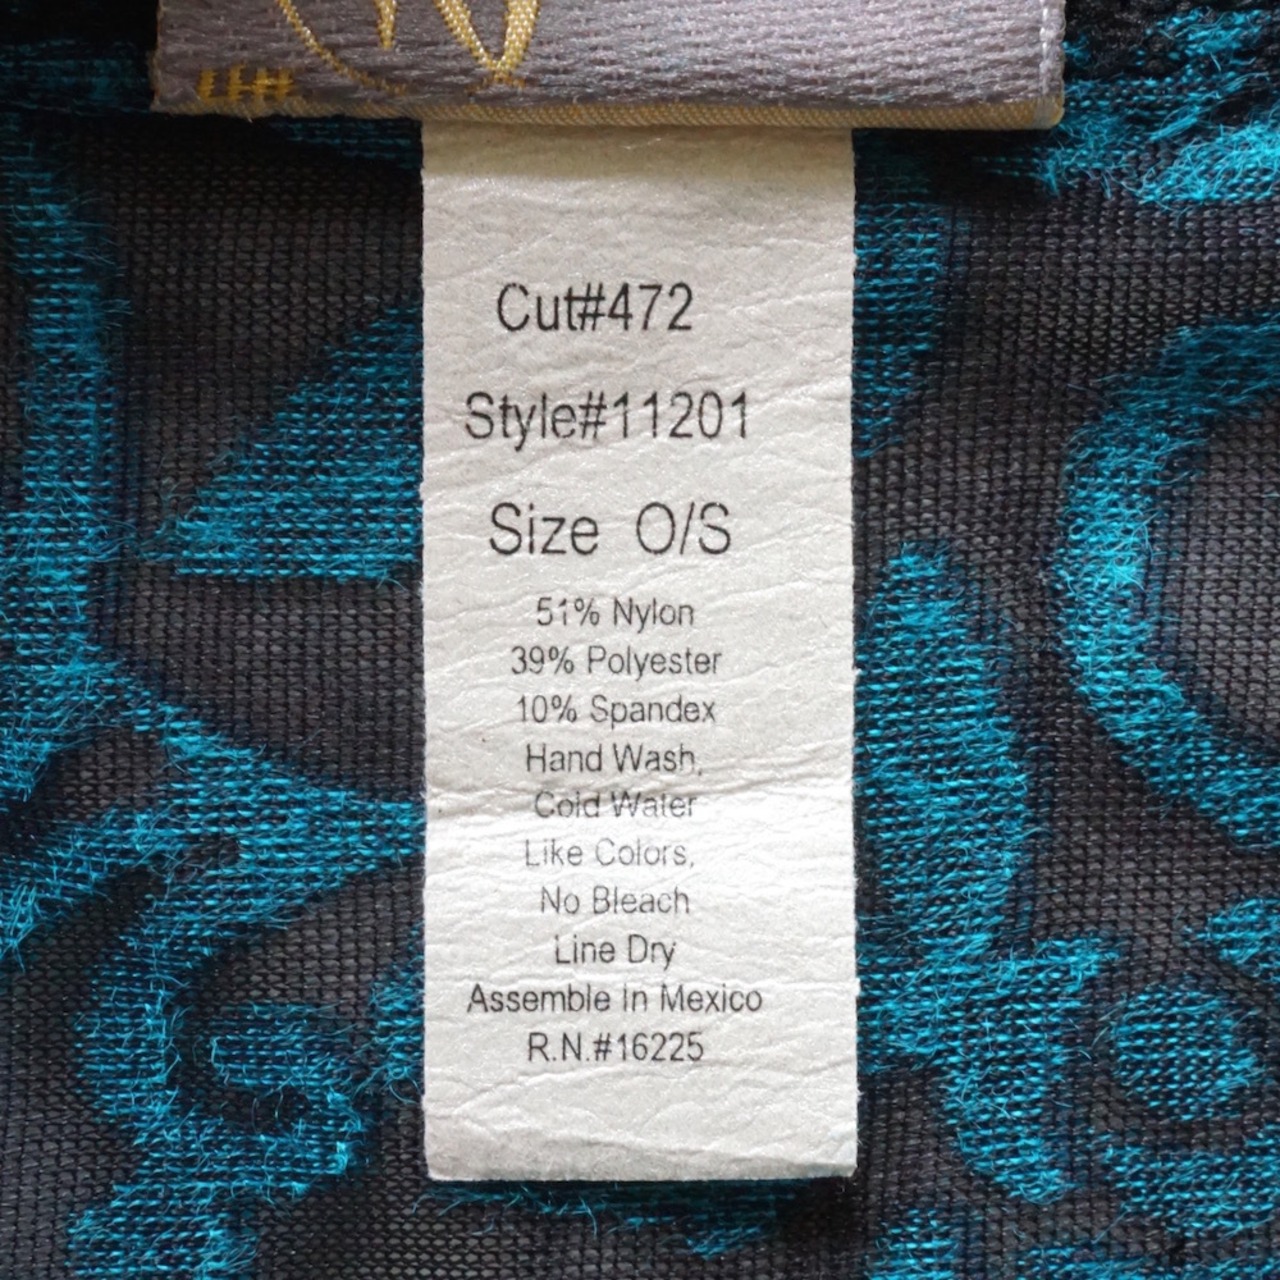 Cut#472
Style#11201
Size O/S
51% Nylon
39% Polyester
10% Spandex
Hand Wash,
Cold Water
Like Colors,
No Bleach
Line Dry
Assemble In Mexico
R.N.#16225